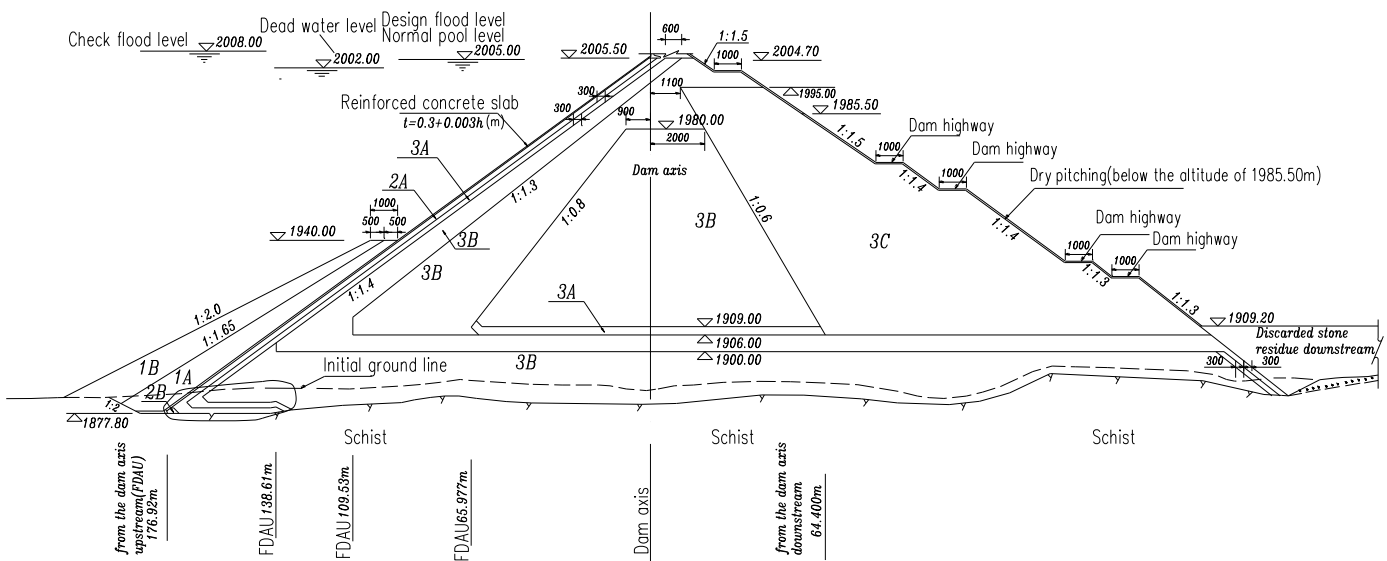 Check flood level
2008.00
Dead water level
2002.00
Design flood level
Normal pool level
2005.00
2005.50
600
1:1.5
1000
2004.70
Reinforced concrete slab
t=0.3+0.003h (m)
300
300
1100
900
1980.00
2000
Dam axis
1995.00
1985.50
1:1.5
1000
Dam highway
1:1.4
1000
Dam highway
Dry pitching(below the altitude of 1985.50m)
1:1.4
1000
Dam highway
1:1.3
1000
Dam highway
1:1.3
3A
2A
1:1.3
1000
500
500
1940.00
3B
3B
1:1.4
1:0.8
3B
1:0.6
3C
1:2.0
1:1.65
3A
1909.00
1906.00
1900.00
3B
1909.20
Discarded stone
residue downstream
300
300
Initial ground line
1B
2B
1A
1:2
1877.80
Schist
Schist
Schist
from the dam axis
upstream(FDAU)
176.92m
FDAU138.61m
FDAU109.53m
FDAU65.977m
Dam axis
from the dam axis
downstream
64.400m